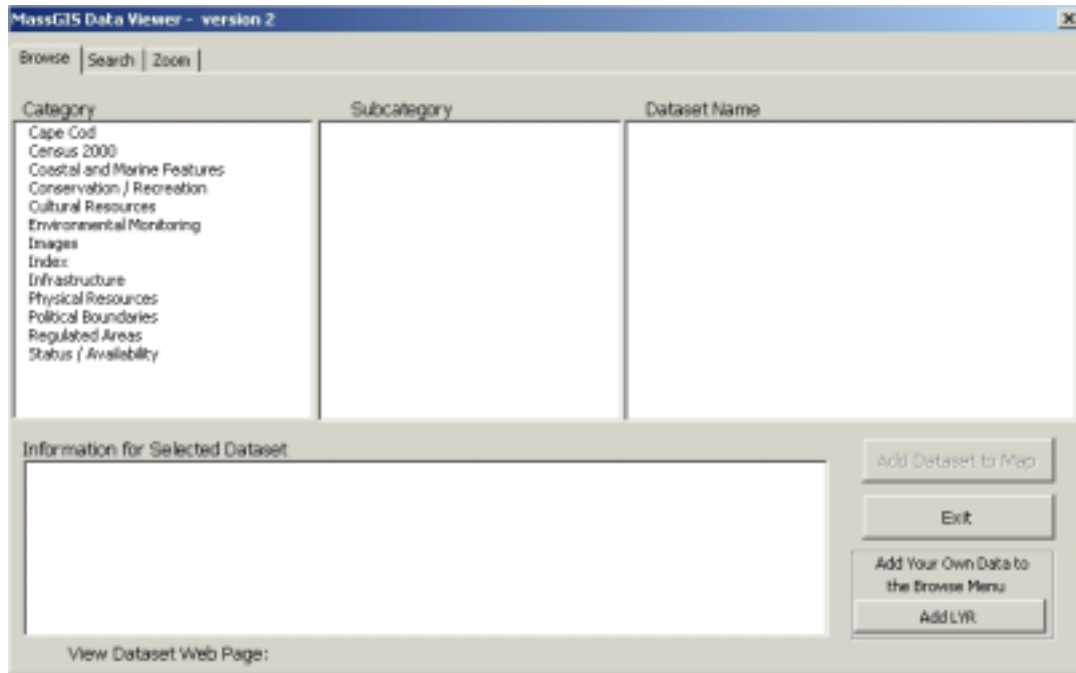 MassGIS Data Viewer - version 2
Browse Search Zoom
Category Subcategory Dataset Name
Cape Cod
Census 2000
Coastal and Marine Features
Conservation / Recreation
Cultural Resources
Environmental Monitoring
Images
Index
Infrastructure
Physical Resources
Political Boundaries
Regulated Areas
Status / Availability
Information for Selected Dataset
Add Dataset to Map
Exit
Add Your Own Data to
the Browse Menu
Add LYR
View Dataset Web Page: